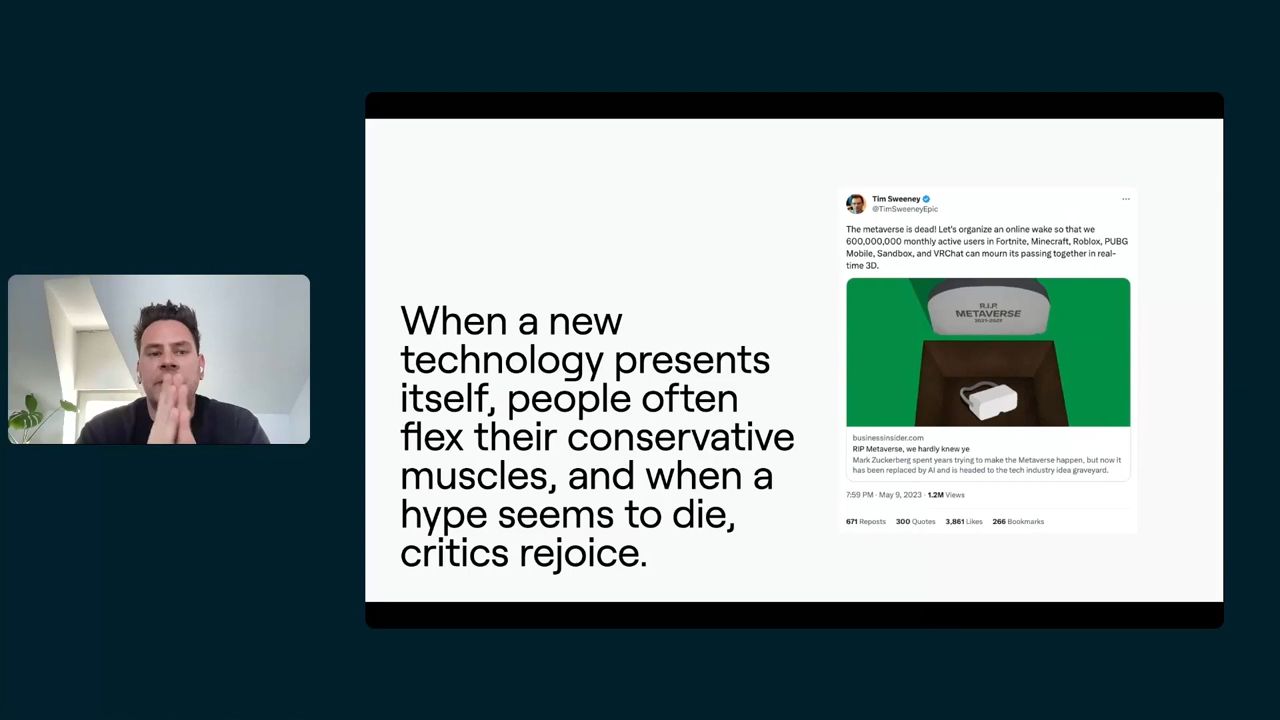 When a new
technology presents
itself, people often
flex their conservative
muscles, and when a
hype seems to die,
critics rejoice.
Tim Sweeney
@TimSweeneyEpic
The metaverse is dead! Let's organize an online wake so that we
600,000,000 monthly active users in Fortnite, Minecraft, Roblox, PUBG
Mobile, Sandbox, and VRChat can mourn its passing together in real-
time 3D.
R.I.P.
METAVERSE
businessinsider.com
RIP Metaverse, we hardly knew ye
Mark Zuckerberg spent years trying to make the Metaverse happen, but now it
has been replaced by AI and is headed to the tech industry idea graveyard.
7:59 PM · May 9, 2023 · 1.2M Views
671 Reposts 300 Quotes 3,861 Likes 266 Bookmarks